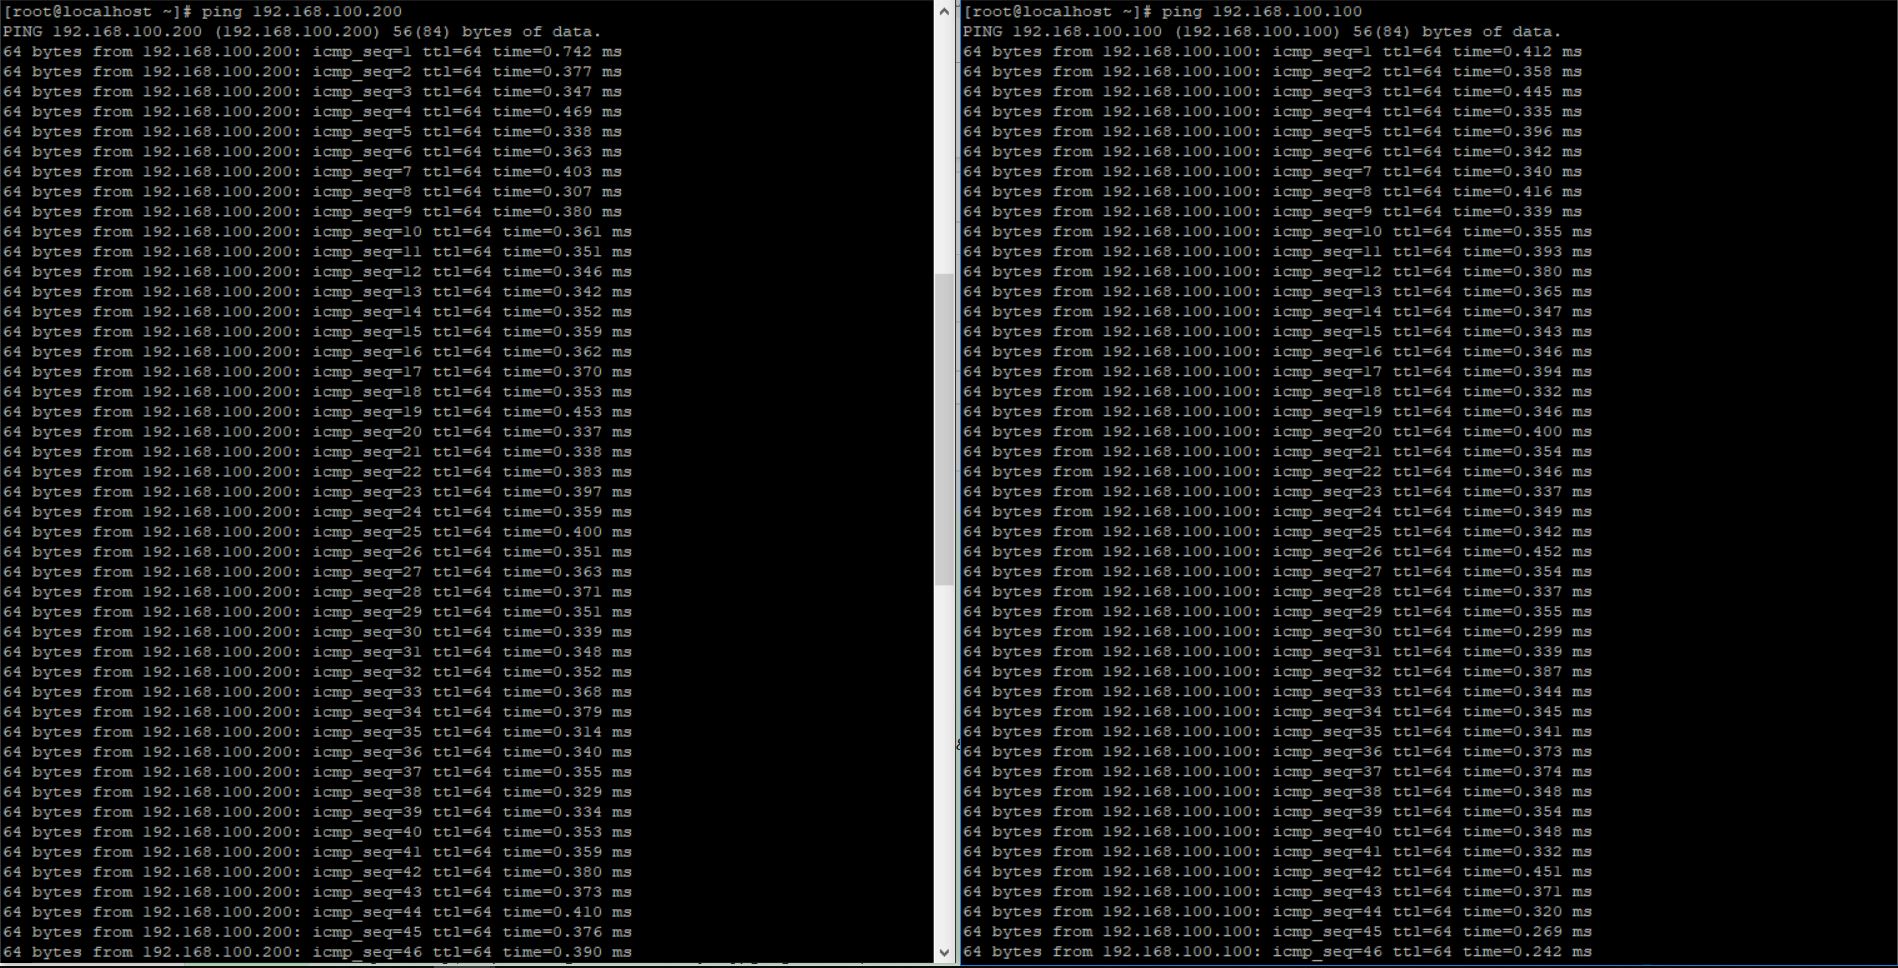 [root@localhost ~]# ping 192.168.100.200
PING 192.168.100.200 (192.168.100.200) 56(84) bytes of data.
64 bytes from 192.168.100.200: icmp_seq=1 ttl=64 time=0.742 ms
64 bytes from 192.168.100.200: icmp_seq=2 ttl=64 time=0.377 ms
64 bytes from 192.168.100.200: icmp_seq=3 ttl=64 time=0.347 ms
64 bytes from 192.168.100.200: icmp_seq=4 ttl=64 time=0.469 ms
64 bytes from 192.168.100.200: icmp_seq=5 ttl=64 time=0.338 ms
64 bytes from 192.168.100.200: icmp_seq=6 ttl=64 time=0.363 ms
64 bytes from 192.168.100.200: icmp_seq=7 ttl=64 time=0.403 ms
64 bytes from 192.168.100.200: icmp_seq=8 ttl=64 time=0.307 ms
64 bytes from 192.168.100.200: icmp_seq=9 ttl=64 time=0.380 ms
64 bytes from 192.168.100.200: icmp_seq=10 ttl=64 time=0.361 ms
64 bytes from 192.168.100.200: icmp_seq=11 ttl=64 time=0.351 ms
64 bytes from 192.168.100.200: icmp_seq=12 ttl=64 time=0.346 ms
64 bytes from 192.168.100.200: icmp_seq=13 ttl=64 time=0.342 ms
64 bytes from 192.168.100.200: icmp_seq=14 ttl=64 time=0.352 ms
64 bytes from 192.168.100.200: icmp_seq=15 ttl=64 time=0.359 ms
64 bytes from 192.168.100.200: icmp_seq=16 ttl=64 time=0.362 ms
64 bytes from 192.168.100.200: icmp_seq=17 ttl=64 time=0.370 ms
64 bytes from 192.168.100.200: icmp_seq=18 ttl=64 time=0.353 ms
64 bytes from 192.168.100.200: icmp_seq=19 ttl=64 time=0.453 ms
64 bytes from 192.168.100.200: icmp_seq=20 ttl=64 time=0.337 ms
64 bytes from 192.168.100.200: icmp_seq=21 ttl=64 time=0.338 ms
64 bytes from 192.168.100.200: icmp_seq=22 ttl=64 time=0.383 ms
64 bytes from 192.168.100.200: icmp_seq=23 ttl=64 time=0.397 ms
64 bytes from 192.168.100.200: icmp_seq=24 ttl=64 time=0.359 ms
64 bytes from 192.168.100.200: icmp_seq=25 ttl=64 time=0.400 ms
64 bytes from 192.168.100.200: icmp_seq=26 ttl=64 time=0.351 ms
64 bytes from 192.168.100.200: icmp_seq=27 ttl=64 time=0.363 ms
64 bytes from 192.168.100.200: icmp_seq=28 ttl=64 time=0.371 ms
64 bytes from 192.168.100.200: icmp_seq=29 ttl=64 time=0.351 ms
64 bytes from 192.168.100.200: icmp_seq=30 ttl=64 time=0.339 ms
64 bytes from 192.168.100.200: icmp_seq=31 ttl=64 time=0.348 ms
64 bytes from 192.168.100.200: icmp_seq=32 ttl=64 time=0.352 ms
64 bytes from 192.168.100.200: icmp_seq=33 ttl=64 time=0.368 ms
64 bytes from 192.168.100.200: icmp_seq=34 ttl=64 time=0.379 ms
64 bytes from 192.168.100.200: icmp_seq=35 ttl=64 time=0.314 ms
64 bytes from 192.168.100.200: icmp_seq=36 ttl=64 time=0.340 ms
64 bytes from 192.168.100.200: icmp_seq=37 ttl=64 time=0.355 ms
64 bytes from 192.168.100.200: icmp_seq=38 ttl=64 time=0.329 ms
64 bytes from 192.168.100.200: icmp_seq=39 ttl=64 time=0.334 ms
64 bytes from 192.168.100.200: icmp_seq=40 ttl=64 time=0.353 ms
64 bytes from 192.168.100.200: icmp_seq=41 ttl=64 time=0.359 ms
64 bytes from 192.168.100.200: icmp_seq=42 ttl=64 time=0.380 ms
64 bytes from 192.168.100.200: icmp_seq=43 ttl=64 time=0.373 ms
64 bytes from 192.168.100.200: icmp_seq=44 ttl=64 time=0.410 ms
64 bytes from 192.168.100.200: icmp_seq=45 ttl=64 time=0.376 ms
64 bytes from 192.168.100.200: icmp_seq=46 ttl=64 time=0.390 ms
[root@localhost ~]# ping 192.168.100.100
PING 192.168.100.100 (192.168.100.100) 56(84) bytes of data.
64 bytes from 192.168.100.100: icmp_seq=1 ttl=64 time=0.412 ms
64 bytes from 192.168.100.100: icmp_seq=2 ttl=64 time=0.358 ms
64 bytes from 192.168.100.100: icmp_seq=3 ttl=64 time=0.445 ms
64 bytes from 192.168.100.100: icmp_seq=4 ttl=64 time=0.335 ms
64 bytes from 192.168.100.100: icmp_seq=5 ttl=64 time=0.396 ms
64 bytes from 192.168.100.100: icmp_seq=6 ttl=64 time=0.342 ms
64 bytes from 192.168.100.100: icmp_seq=7 ttl=64 time=0.340 ms
64 bytes from 192.168.100.100: icmp_seq=8 ttl=64 time=0.416 ms
64 bytes from 192.168.100.100: icmp_seq=9 ttl=64 time=0.339 ms
64 bytes from 192.168.100.100: icmp_seq=10 ttl=64 time=0.355 ms
64 bytes from 192.168.100.100: icmp_seq=11 ttl=64 time=0.393 ms
64 bytes from 192.168.100.100: icmp_seq=12 ttl=64 time=0.380 ms
64 bytes from 192.168.100.100: icmp_seq=13 ttl=64 time=0.365 ms
64 bytes from 192.168.100.100: icmp_seq=14 ttl=64 time=0.347 ms
64 bytes from 192.168.100.100: icmp_seq=15 ttl=64 time=0.343 ms
64 bytes from 192.168.100.100: icmp_seq=16 ttl=64 time=0.346 ms
64 bytes from 192.168.100.100: icmp_seq=17 ttl=64 time=0.394 ms
64 bytes from 192.168.100.100: icmp_seq=18 ttl=64 time=0.332 ms
64 bytes from 192.168.100.100: icmp_seq=19 ttl=64 time=0.346 ms
64 bytes from 192.168.100.100: icmp_seq=20 ttl=64 time=0.400 ms
64 bytes from 192.168.100.100: icmp_seq=21 ttl=64 time=0.354 ms
64 bytes from 192.168.100.100: icmp_seq=22 ttl=64 time=0.346 ms
64 bytes from 192.168.100.100: icmp_seq=23 ttl=64 time=0.337 ms
64 bytes from 192.168.100.100: icmp_seq=24 ttl=64 time=0.349 ms
64 bytes from 192.168.100.100: icmp_seq=25 ttl=64 time=0.342 ms
64 bytes from 192.168.100.100: icmp_seq=26 ttl=64 time=0.452 ms
64 bytes from 192.168.100.100: icmp_seq=27 ttl=64 time=0.354 ms
64 bytes from 192.168.100.100: icmp_seq=28 ttl=64 time=0.337 ms
64 bytes from 192.168.100.100: icmp_seq=29 ttl=64 time=0.355 ms
64 bytes from 192.168.100.100: icmp_seq=30 ttl=64 time=0.299 ms
64 bytes from 192.168.100.100: icmp_seq=31 ttl=64 time=0.339 ms
64 bytes from 192.168.100.100: icmp_seq=32 ttl=64 time=0.387 ms
64 bytes from 192.168.100.100: icmp_seq=33 ttl=64 time=0.344 ms
64 bytes from 192.168.100.100: icmp_seq=34 ttl=64 time=0.345 ms
64 bytes from 192.168.100.100: icmp_seq=35 ttl=64 time=0.341 ms
64 bytes from 192.168.100.100: icmp_seq=36 ttl=64 time=0.373 ms
64 bytes from 192.168.100.100: icmp_seq=37 ttl=64 time=0.374 ms
64 bytes from 192.168.100.100: icmp_seq=38 ttl=64 time=0.348 ms
64 bytes from 192.168.100.100: icmp_seq=39 ttl=64 time=0.354 ms
64 bytes from 192.168.100.100: icmp_seq=40 ttl=64 time=0.348 ms
64 bytes from 192.168.100.100: icmp_seq=41 ttl=64 time=0.332 ms
64 bytes from 192.168.100.100: icmp_seq=42 ttl=64 time=0.451 ms
64 bytes from 192.168.100.100: icmp_seq=43 ttl=64 time=0.371 ms
64 bytes from 192.168.100.100: icmp_seq=44 ttl=64 time=0.320 ms
64 bytes from 192.168.100.100: icmp_seq=45 ttl=64 time=0.269 ms
64 bytes from 192.168.100.100: icmp_seq=46 ttl=64 time=0.242 ms